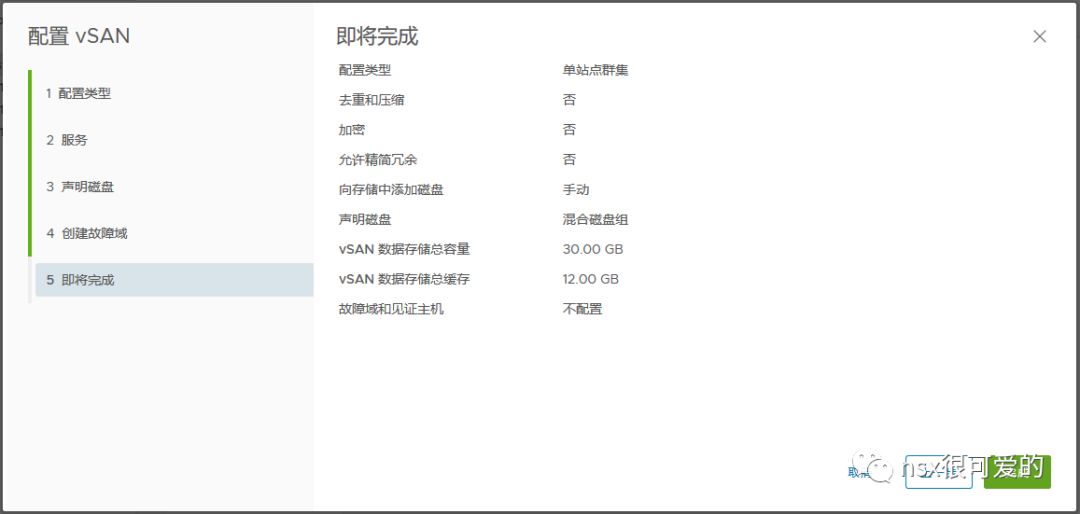 配置 vSAN
1 配置类型
2 服务
3 声明磁盘
4 创建故障域
5 即将完成
即将完成
配置类型 单站点群集
去重和压缩 否
加密 否
允许精简冗余 否
向存储中添加磁盘 手动
声明磁盘 混合磁盘组
vSAN 数据存储总容量 30.00 GB
vSAN 数据存储总缓存 12.00 GB
故障域和见证主机 不配置
nsx很可爱的